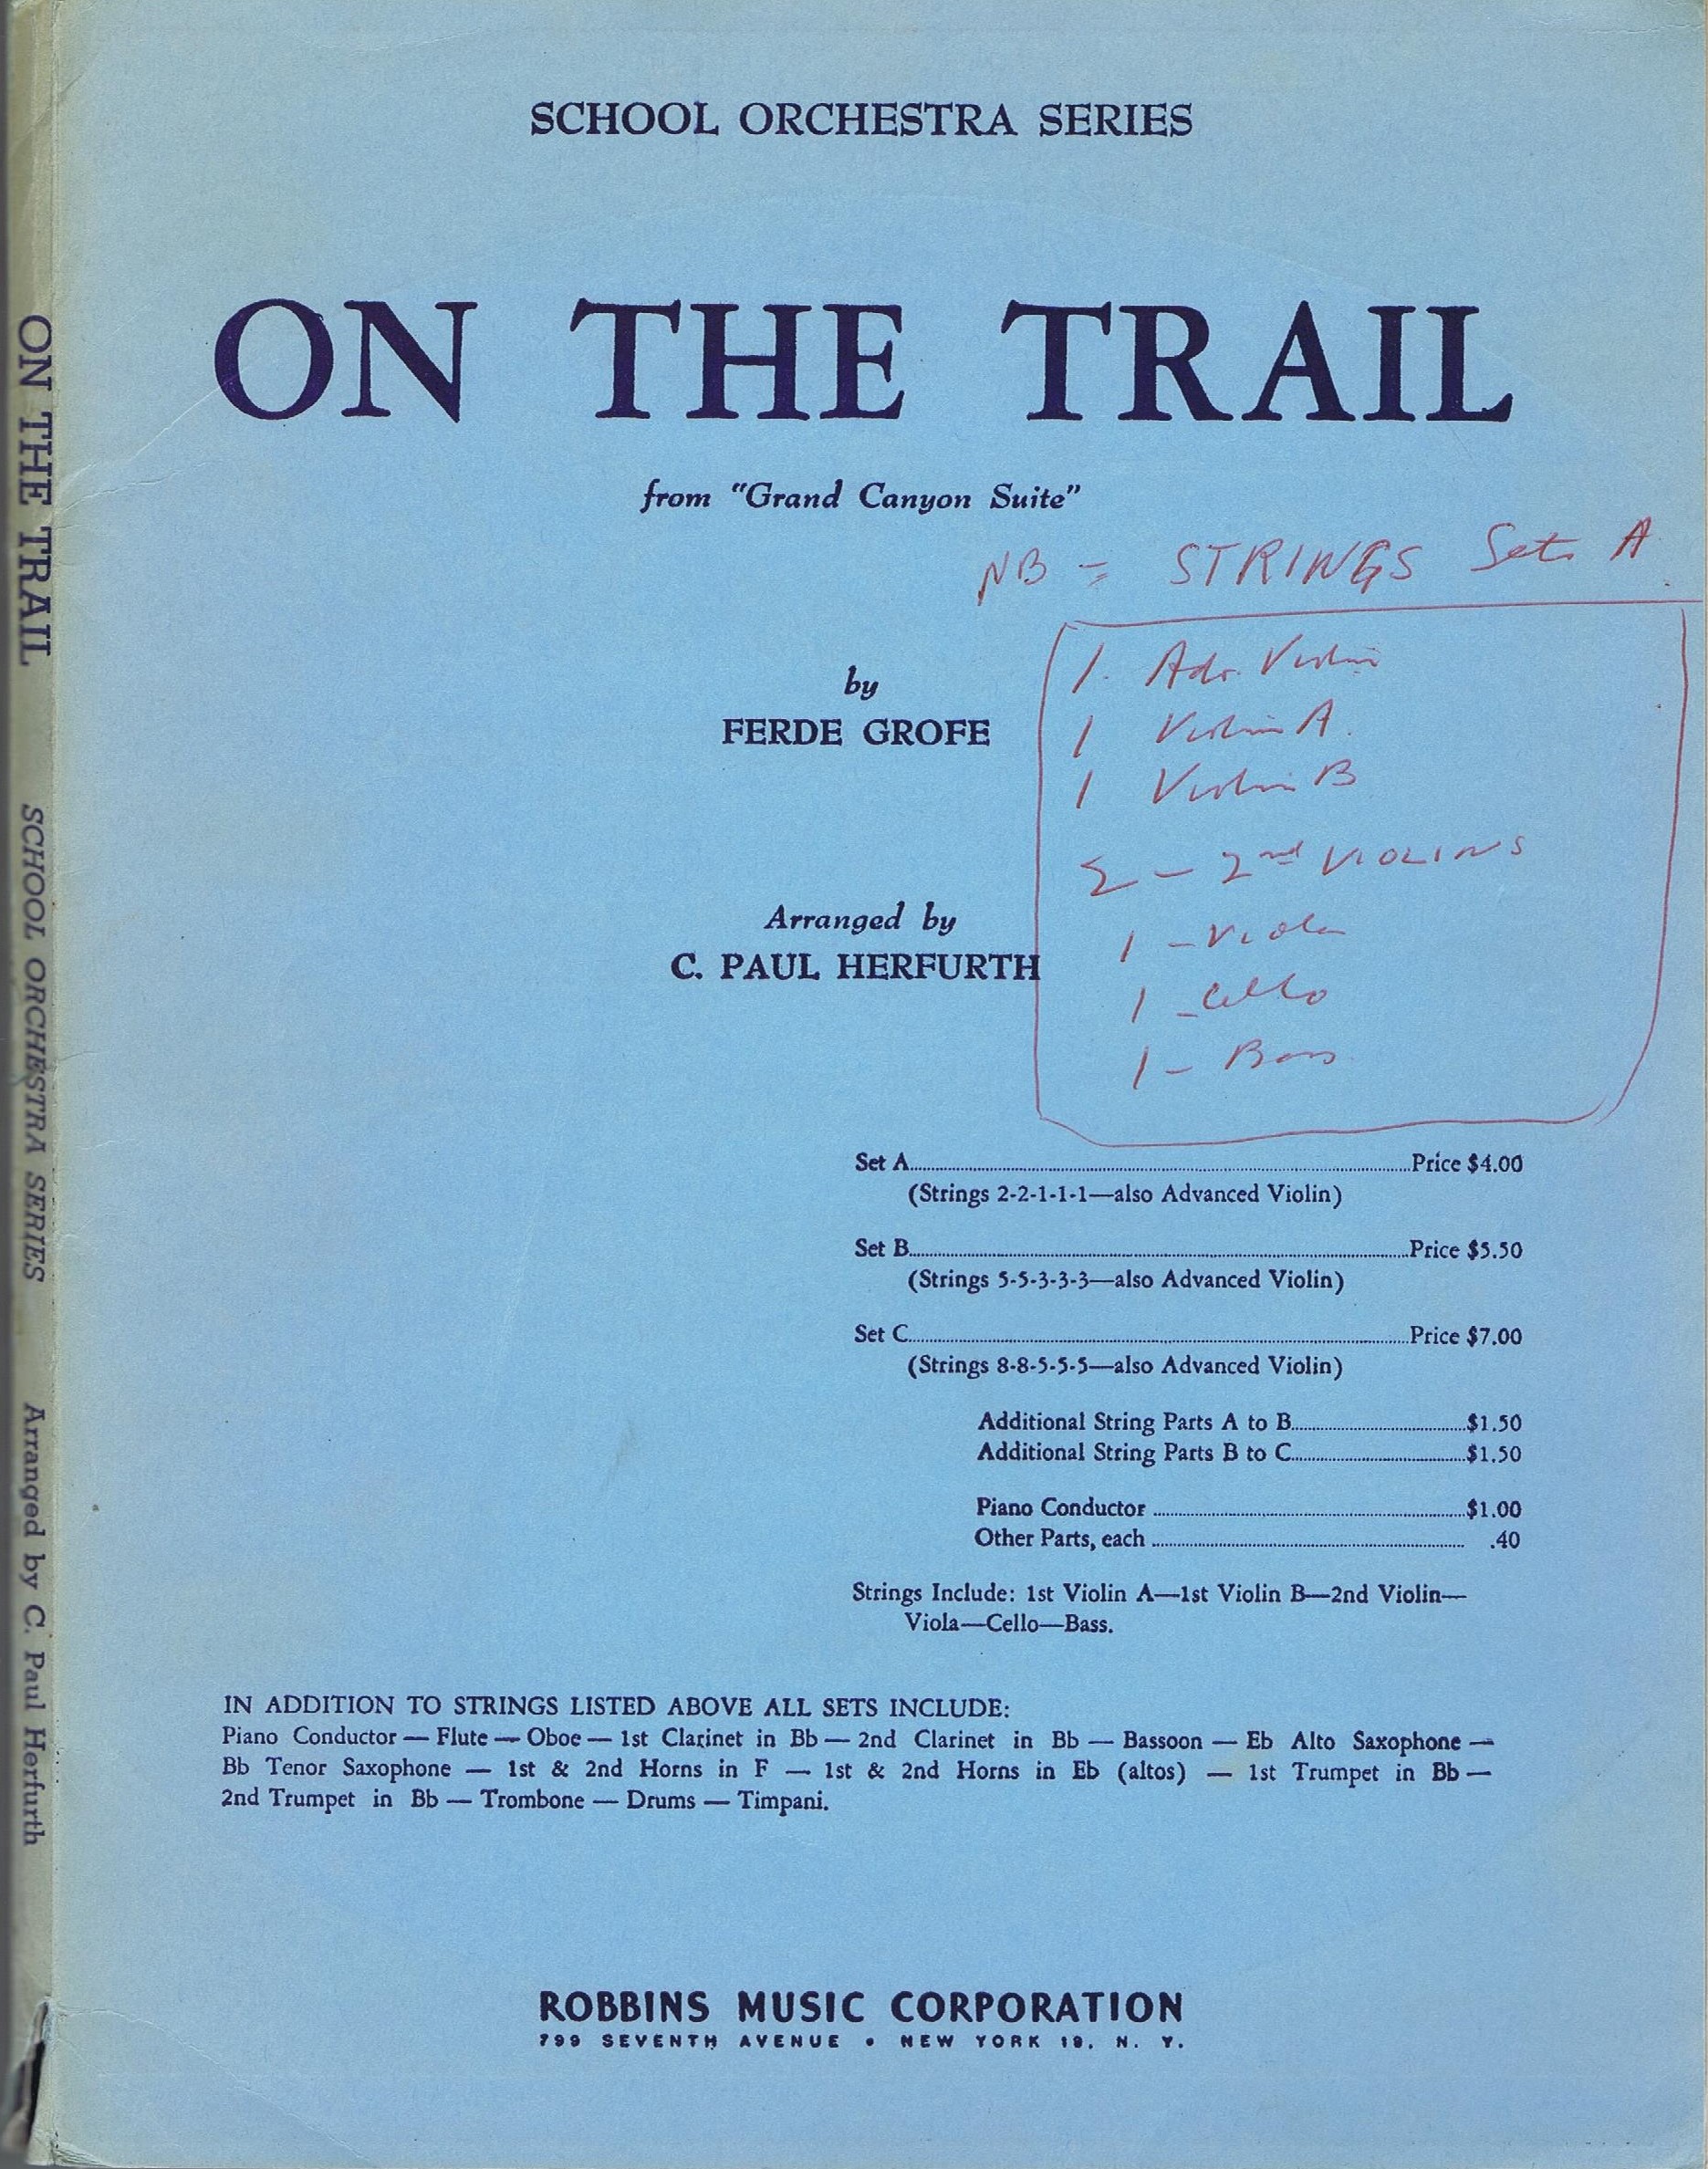 SCHOOL ORCHESTRA SERIES
ON THE TRAIL
from "Grand Canyon Suite"
NB = STRINGS Set A
by
FERDE GROFE
1. Adv. Violin
1 Violin A.
1 Violin B
2 - 2nd VIOLINS
1 - Viola
1 - Cello
1 - Bass
Arranged by
C. PAUL HERFURTH
Set A....Price $4.00
(Strings 2-2-1-1-1—also Advanced Violin)
Set B....Price $5.50
(Strings 5-5-3-3-3—also Advanced Violin)
Set C....Price $7.00
(Strings 8-8-5-5-5—also Advanced Violin)
Additional String Parts A to B....$1.50
Additional String Parts B to C....$1.50
Piano Conductor ....$1.00
Other Parts, each .... .40
Strings Include: 1st Violin A—1st Violin B—2nd Violin—
Viola—Cello—Bass.
IN ADDITION TO STRINGS LISTED ABOVE ALL SETS INCLUDE:
Piano Conductor — Flute — Oboe — 1st Clarinet in Bb — 2nd Clarinet in Bb — Bassoon — Eb Alto Saxophone —
Bb Tenor Saxophone — 1st & 2nd Horns in F — 1st & 2nd Horns in Eb (altos) — 1st Trumpet in Bb —
2nd Trumpet in Bb — Trombone — Drums — Timpani.
ROBBINS MUSIC CORPORATION
799 SEVENTH AVENUE • NEW YORK 19, N. Y.
ON THE TRAIL SCHOOL ORCHESTRA SERIES Arranged by C. Paul Herfurth